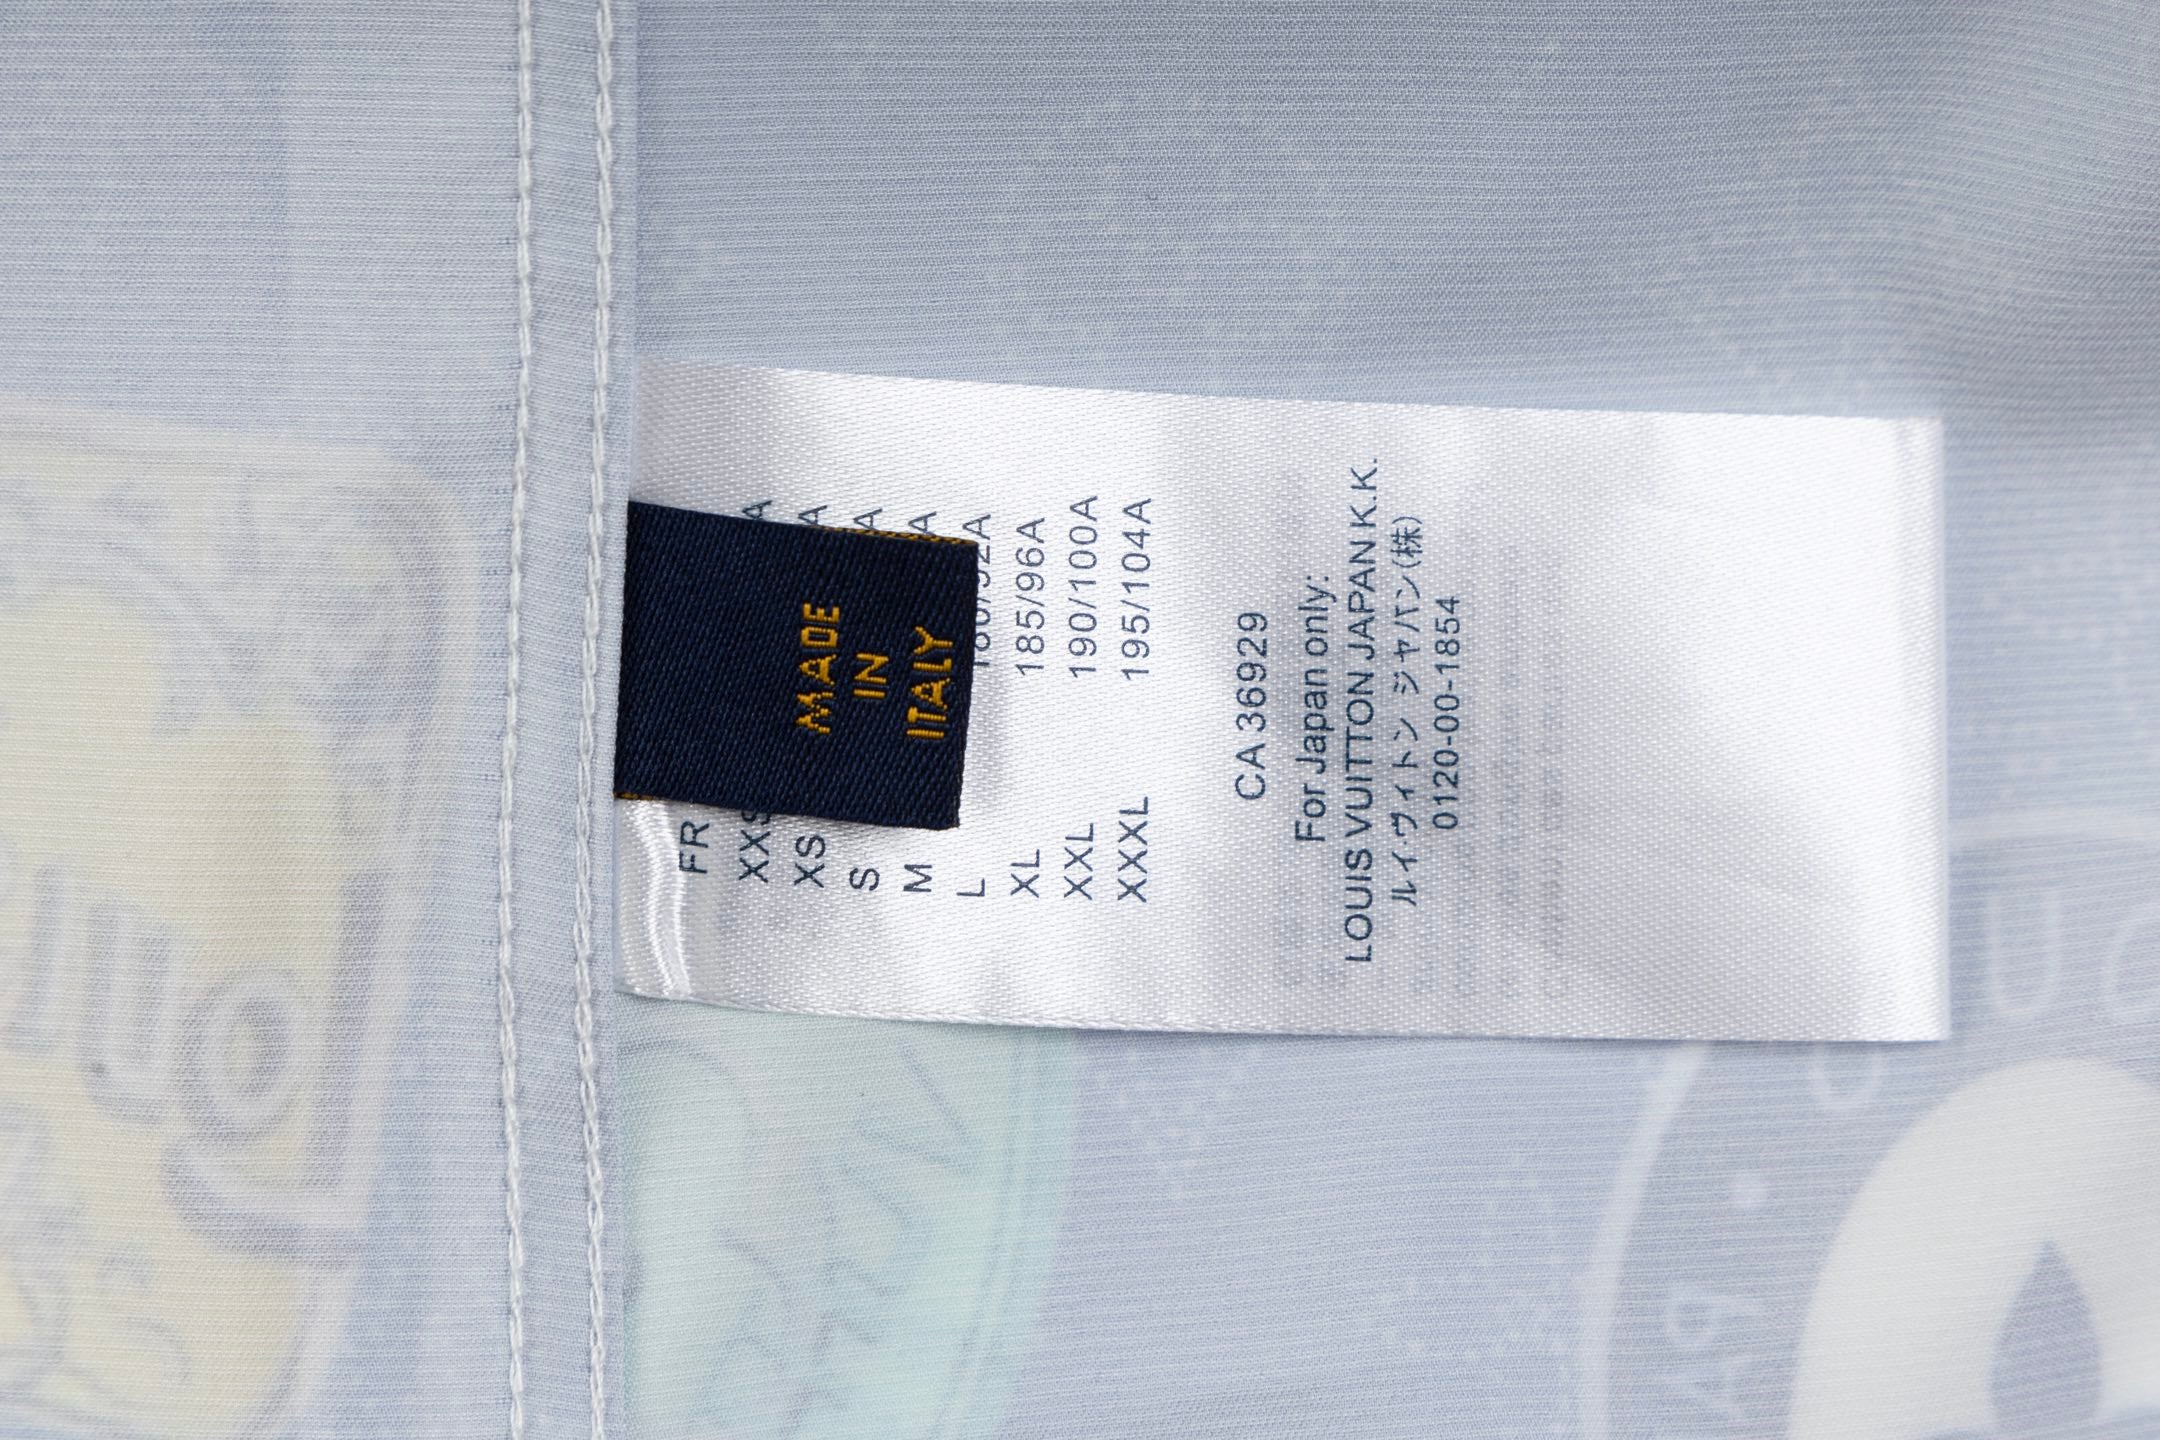 MADE
IN
ITALY
FR
XXS
XS
S
M
L
XL 185/96A
XXL 190/100A
XXXL 195/104A
CA 36929
For Japan only:
LOUIS VUITTON JAPAN K.K.
ルイ・ヴィトン ジャパン(株)
0120-00-1854